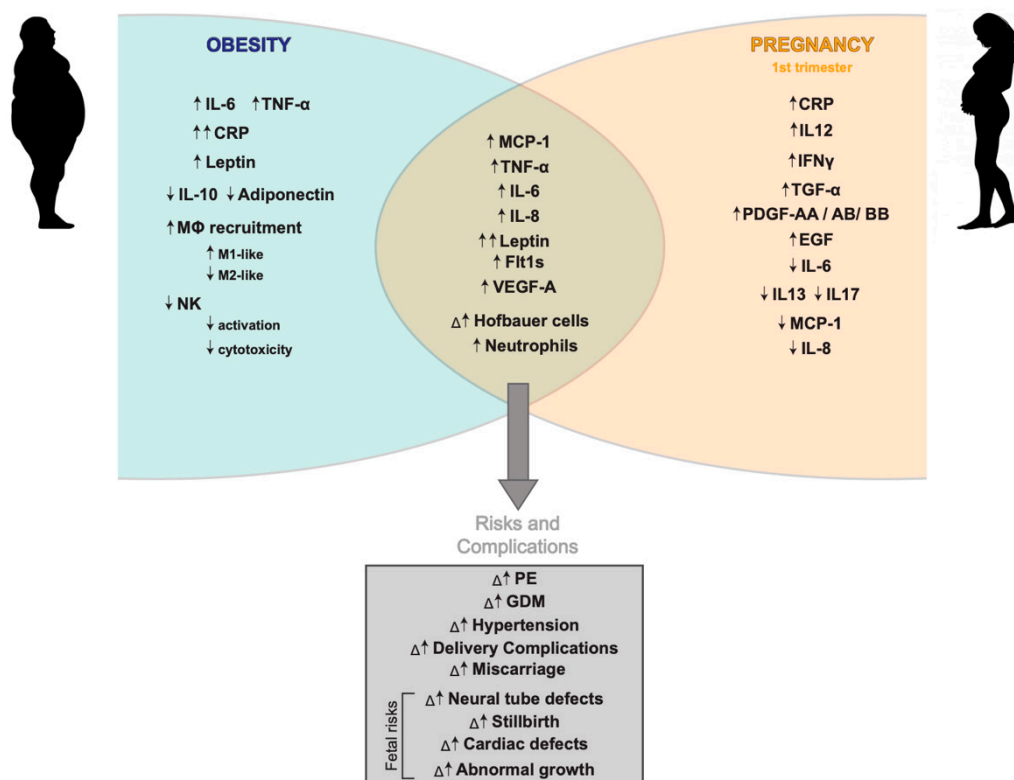 OBESITY
↑ IL-6 ↑ TNF-α
↑↑ CRP
↑ Leptin
↓ IL-10 ↓ Adiponectin
↑ MΦ recruitment
↑ M1-like
↓ M2-like
↓ NK
↓ activation
↓ cytotoxicity
↑ MCP-1
↑ TNF-α
↑ IL-6
↑ IL-8
↑↑ Leptin
↑ Flt1s
↑ VEGF-A
Δ↑ Hofbauer cells
↑ Neutrophils
PREGNANCY
1st trimester
↑ CRP
↑ IL12
↑ IFNγ
↑ TGF-α
↑ PDGF-AA / AB/ BB
↑ EGF
↓ IL-6
↓ IL13 ↓ IL17
↓ MCP-1
↓ IL-8
Risks and
Complications
Δ↑ PE
Δ↑ GDM
Δ↑ Hypertension
Δ↑ Delivery Complications
Δ↑ Miscarriage
Fetal risks
Δ↑ Neural tube defects
Δ↑ Stillbirth
Δ↑ Cardiac defects
Δ↑ Abnormal growth